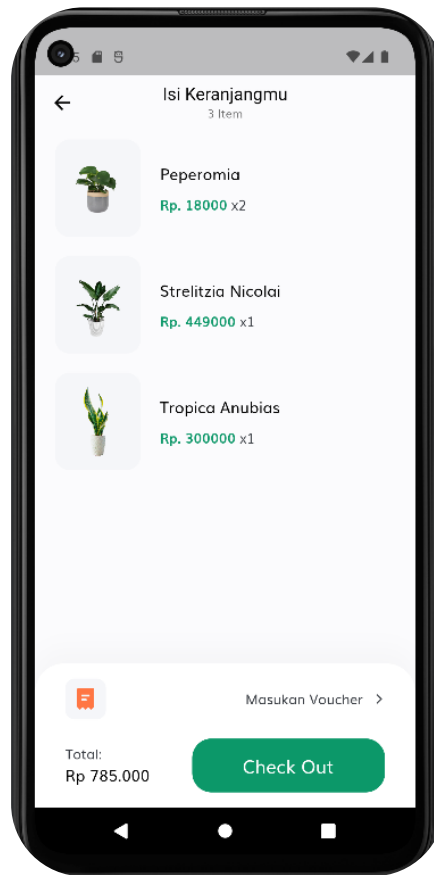 5
Isi Keranjangmu
3 Item
Peperomia
Rp. 18000 x2
Strelitzia Nicolai
Rp. 449000 x1
Tropica Anubias
Rp. 300000 x1
Masukan Voucher
Total:
Rp 785.000
Check Out